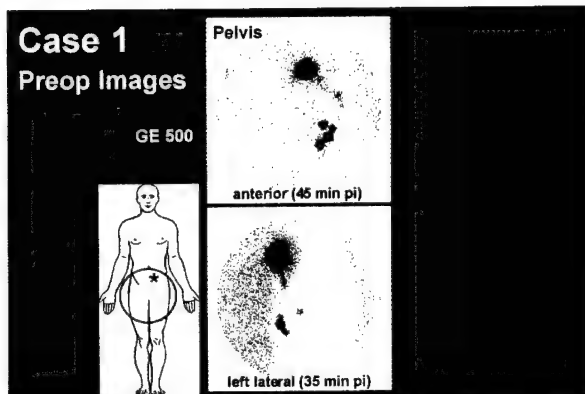 Case 1
Preop Images
GE 500
Pelvis
anterior (45 min pi)
*
left lateral (35 min pi)